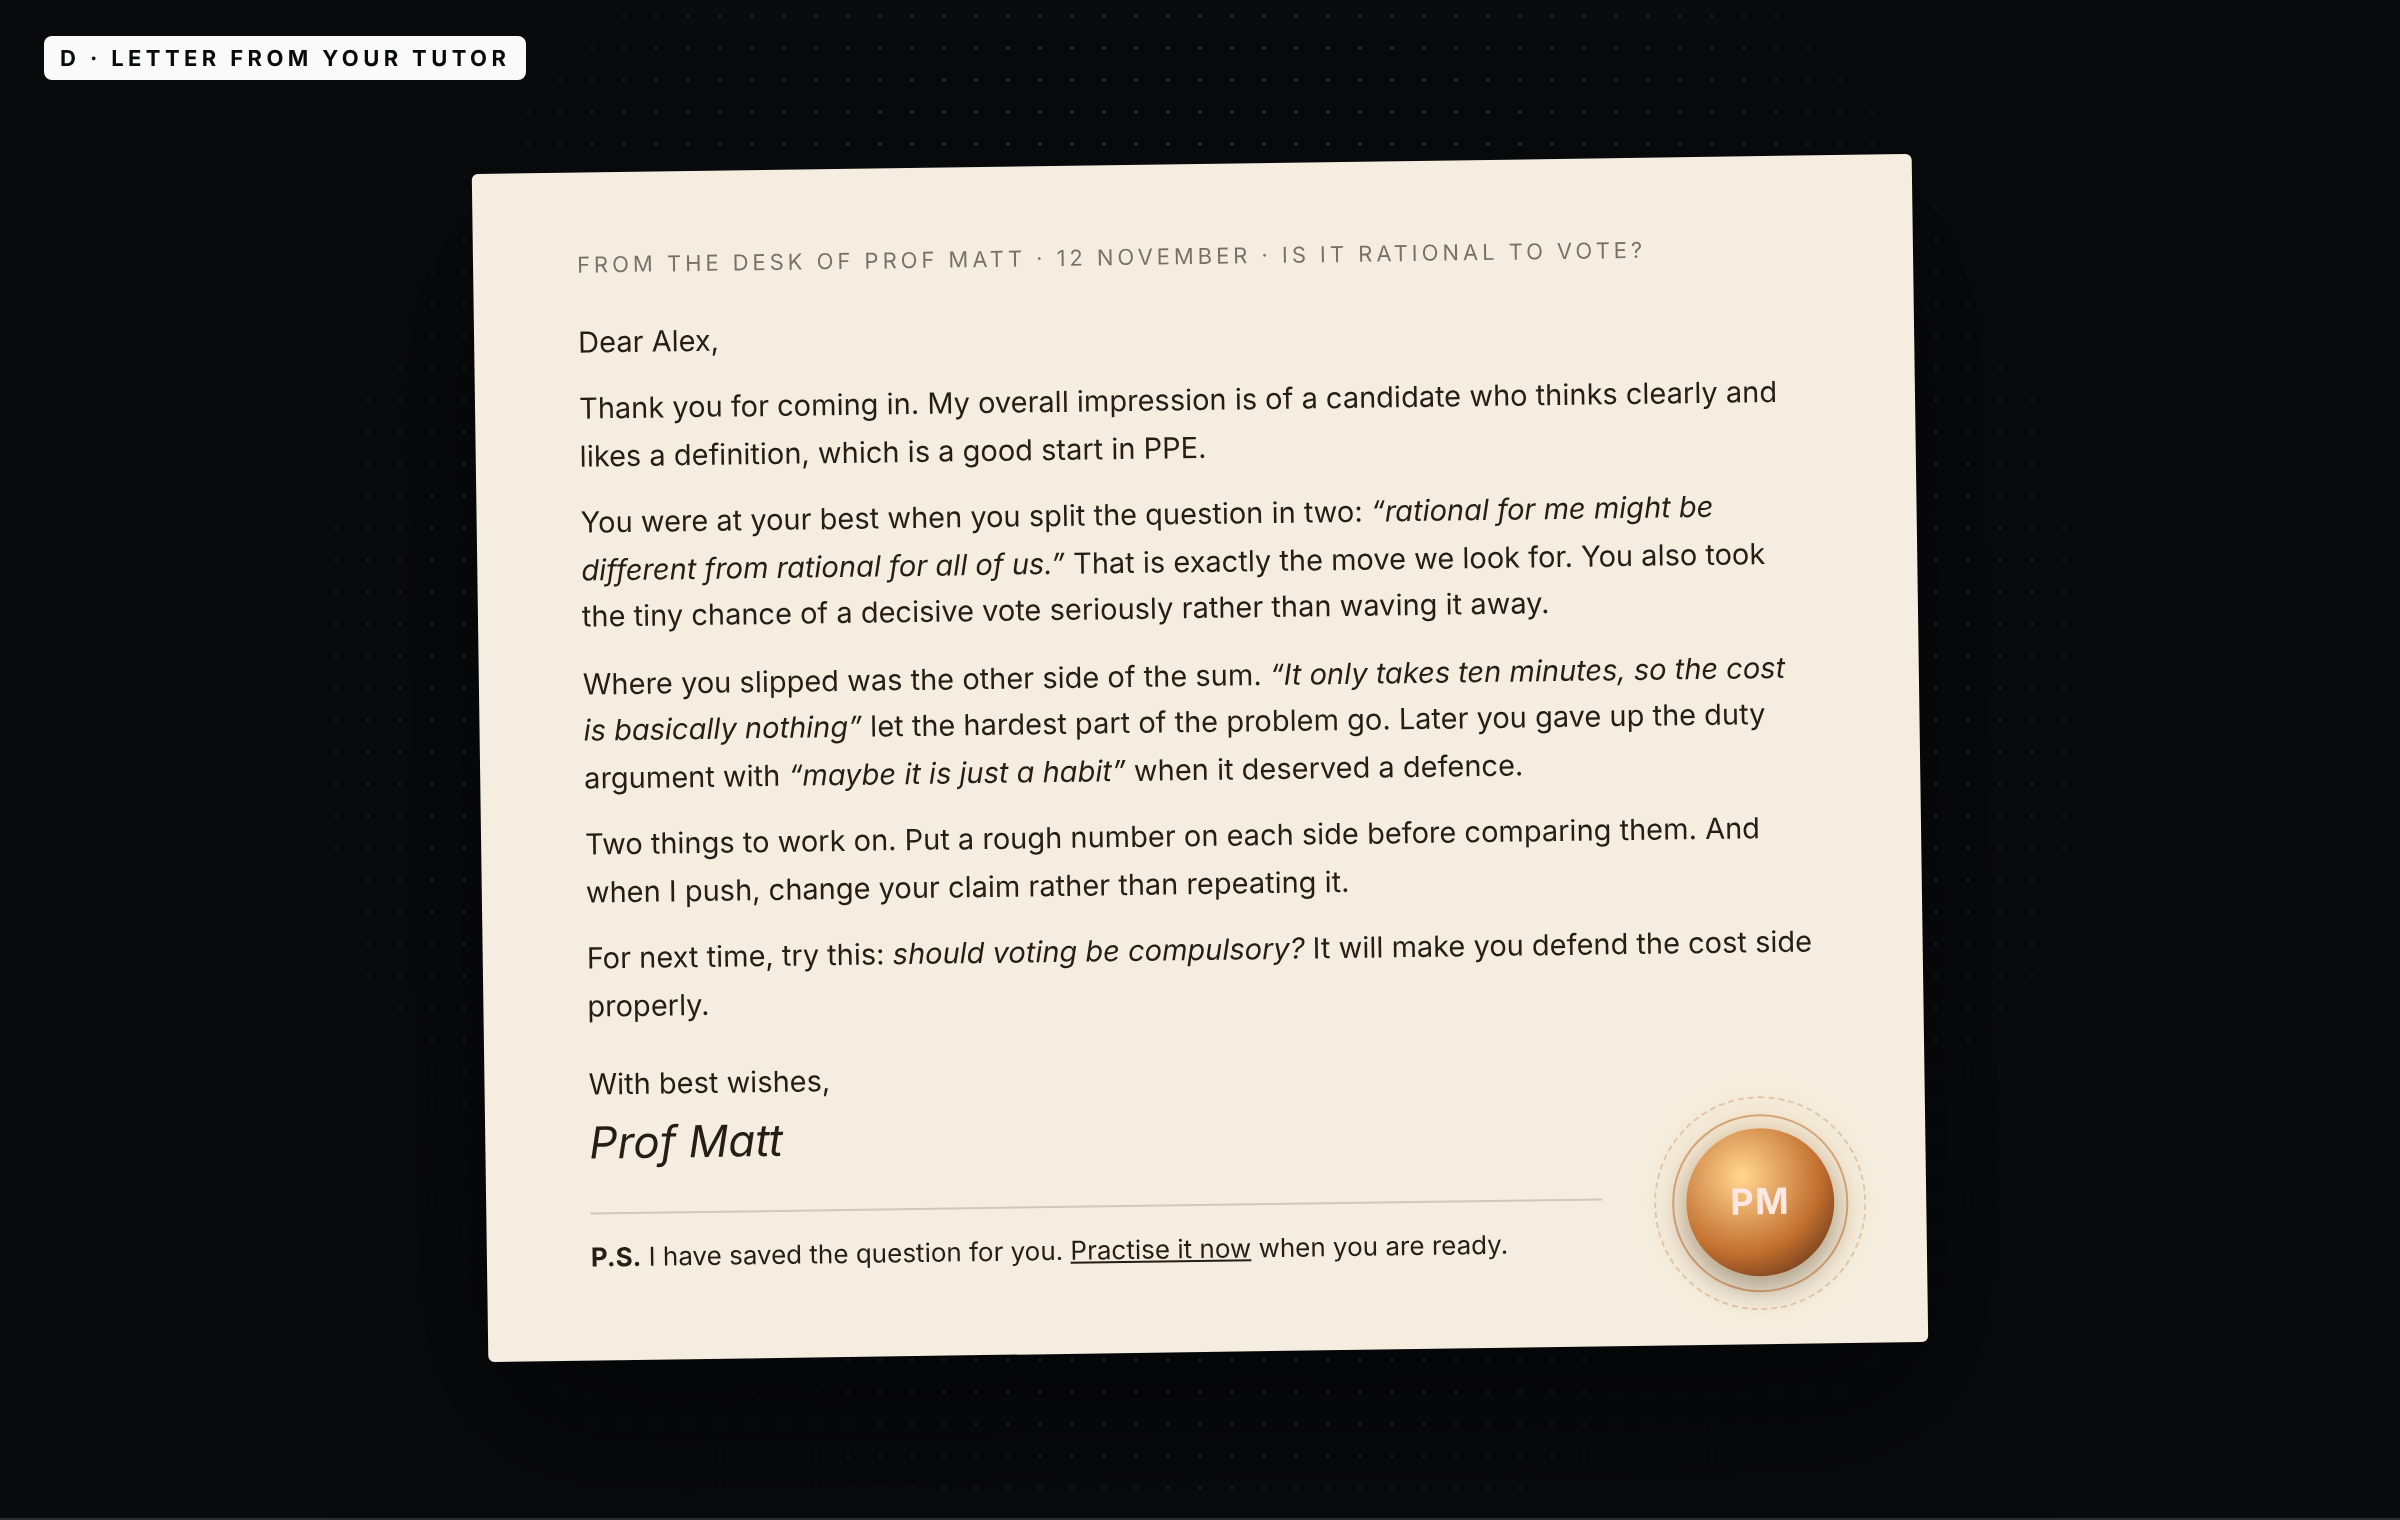 D · LETTER FROM YOUR TUTOR
FROM THE DESK OF PROF MATT · 12 NOVEMBER · IS IT RATIONAL TO VOTE?
Dear Alex,
Thank you for coming in. My overall impression is of a candidate who thinks clearly and
likes a definition, which is a good start in PPE.
You were at your best when you split the question in two: “rational for me might be
different from rational for all of us.” That is exactly the move we look for. You also took
the tiny chance of a decisive vote seriously rather than waving it away.
Where you slipped was the other side of the sum. “It only takes ten minutes, so the cost
is basically nothing” let the hardest part of the problem go. Later you gave up the duty
argument with “maybe it is just a habit” when it deserved a defence.
Two things to work on. Put a rough number on each side before comparing them. And
when I push, change your claim rather than repeating it.
For next time, try this: should voting be compulsory? It will make you defend the cost side
properly.
With best wishes,
Prof Matt
P.S. I have saved the question for you. Practise it now when you are ready.
PM